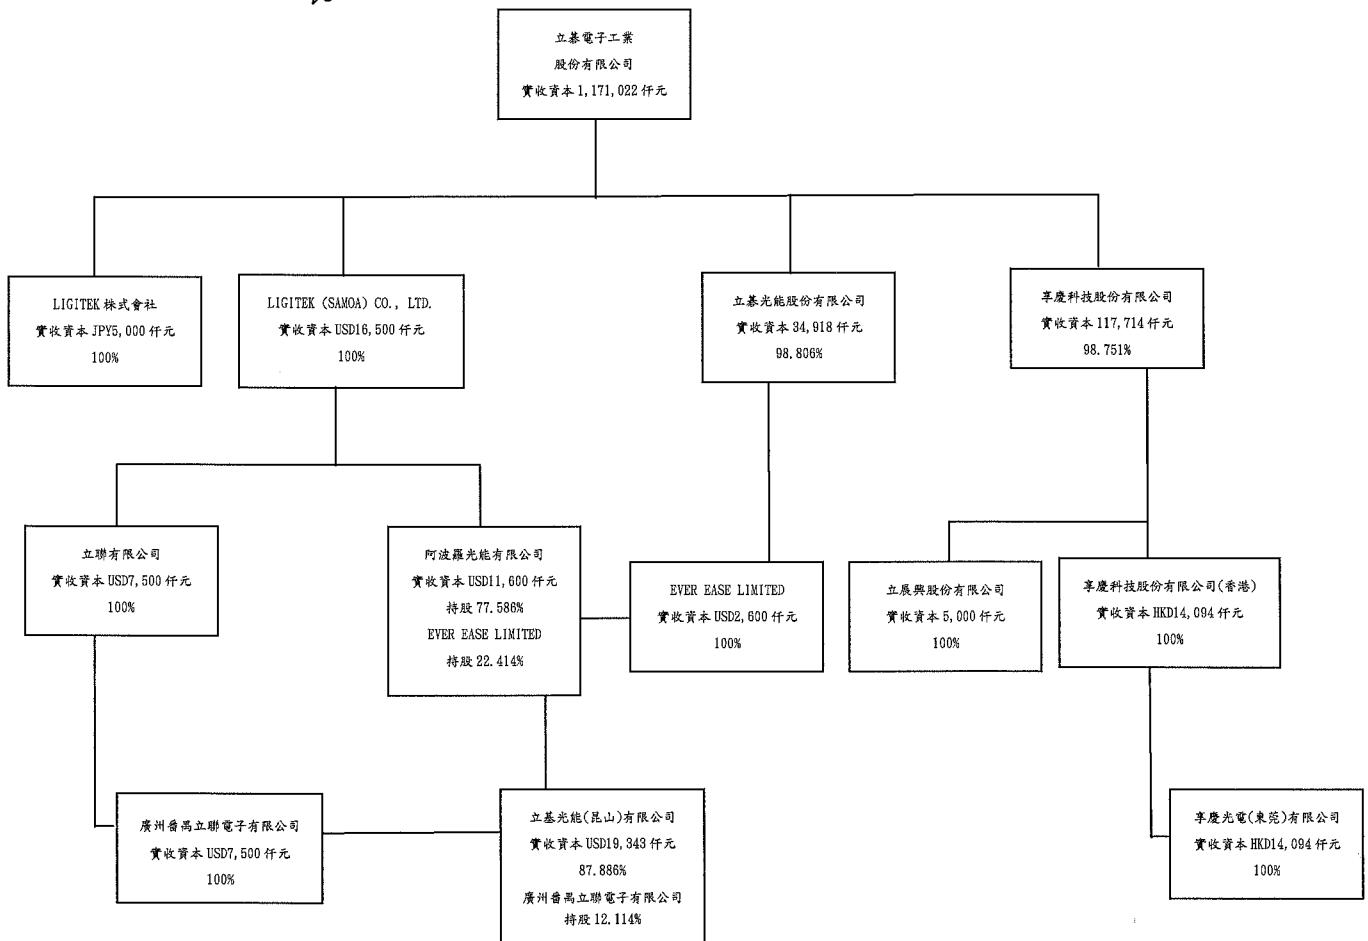 立碁電子工業
股份有限公司
實收資本 1,171,022 仟元
LIGITEK 株式會社
實收資本 JPY5,000 仟元
100%
LIGITEK (SAMOA) CO., LTD.
實收資本 USD16,500 仟元
100%
立碁光能股份有限公司
實收資本 34,918 仟元
98.806%
享慶科技股份有限公司
實收資本 117,714 仟元
98.751%
立聯有限公司
實收資本 USD7,500 仟元
100%
阿波羅光能有限公司
實收資本 USD11,600 仟元
持股 77.586%
EVER EASE LIMITED
持股 22.414%
EVER EASE LIMITED
實收資本 USD2,600 仟元
100%
立展興股份有限公司
實收資本 5,000 仟元
100%
享慶科技股份有限公司(香港)
實收資本 HKD14,094 仟元
100%
廣州番禺立聯電子有限公司
實收資本 USD7,500 仟元
100%
立基光能(昆山)有限公司
實收資本 USD19,343 仟元
87.886%
廣州番禺立聯電子有限公司
持股 12.114%
享慶光電(東莞)有限公司
實收資本 HKD14,094 仟元
100%